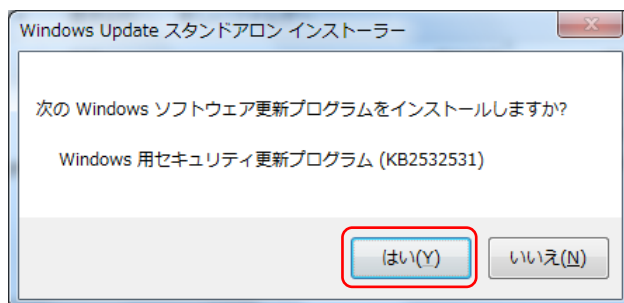 Windows Update スタンドアロン インストーラー
次の Windows ソフトウェア更新プログラムをインストールしますか?
Windows 用セキュリティ更新プログラム (KB2532531)
はい(Y) いいえ(N)